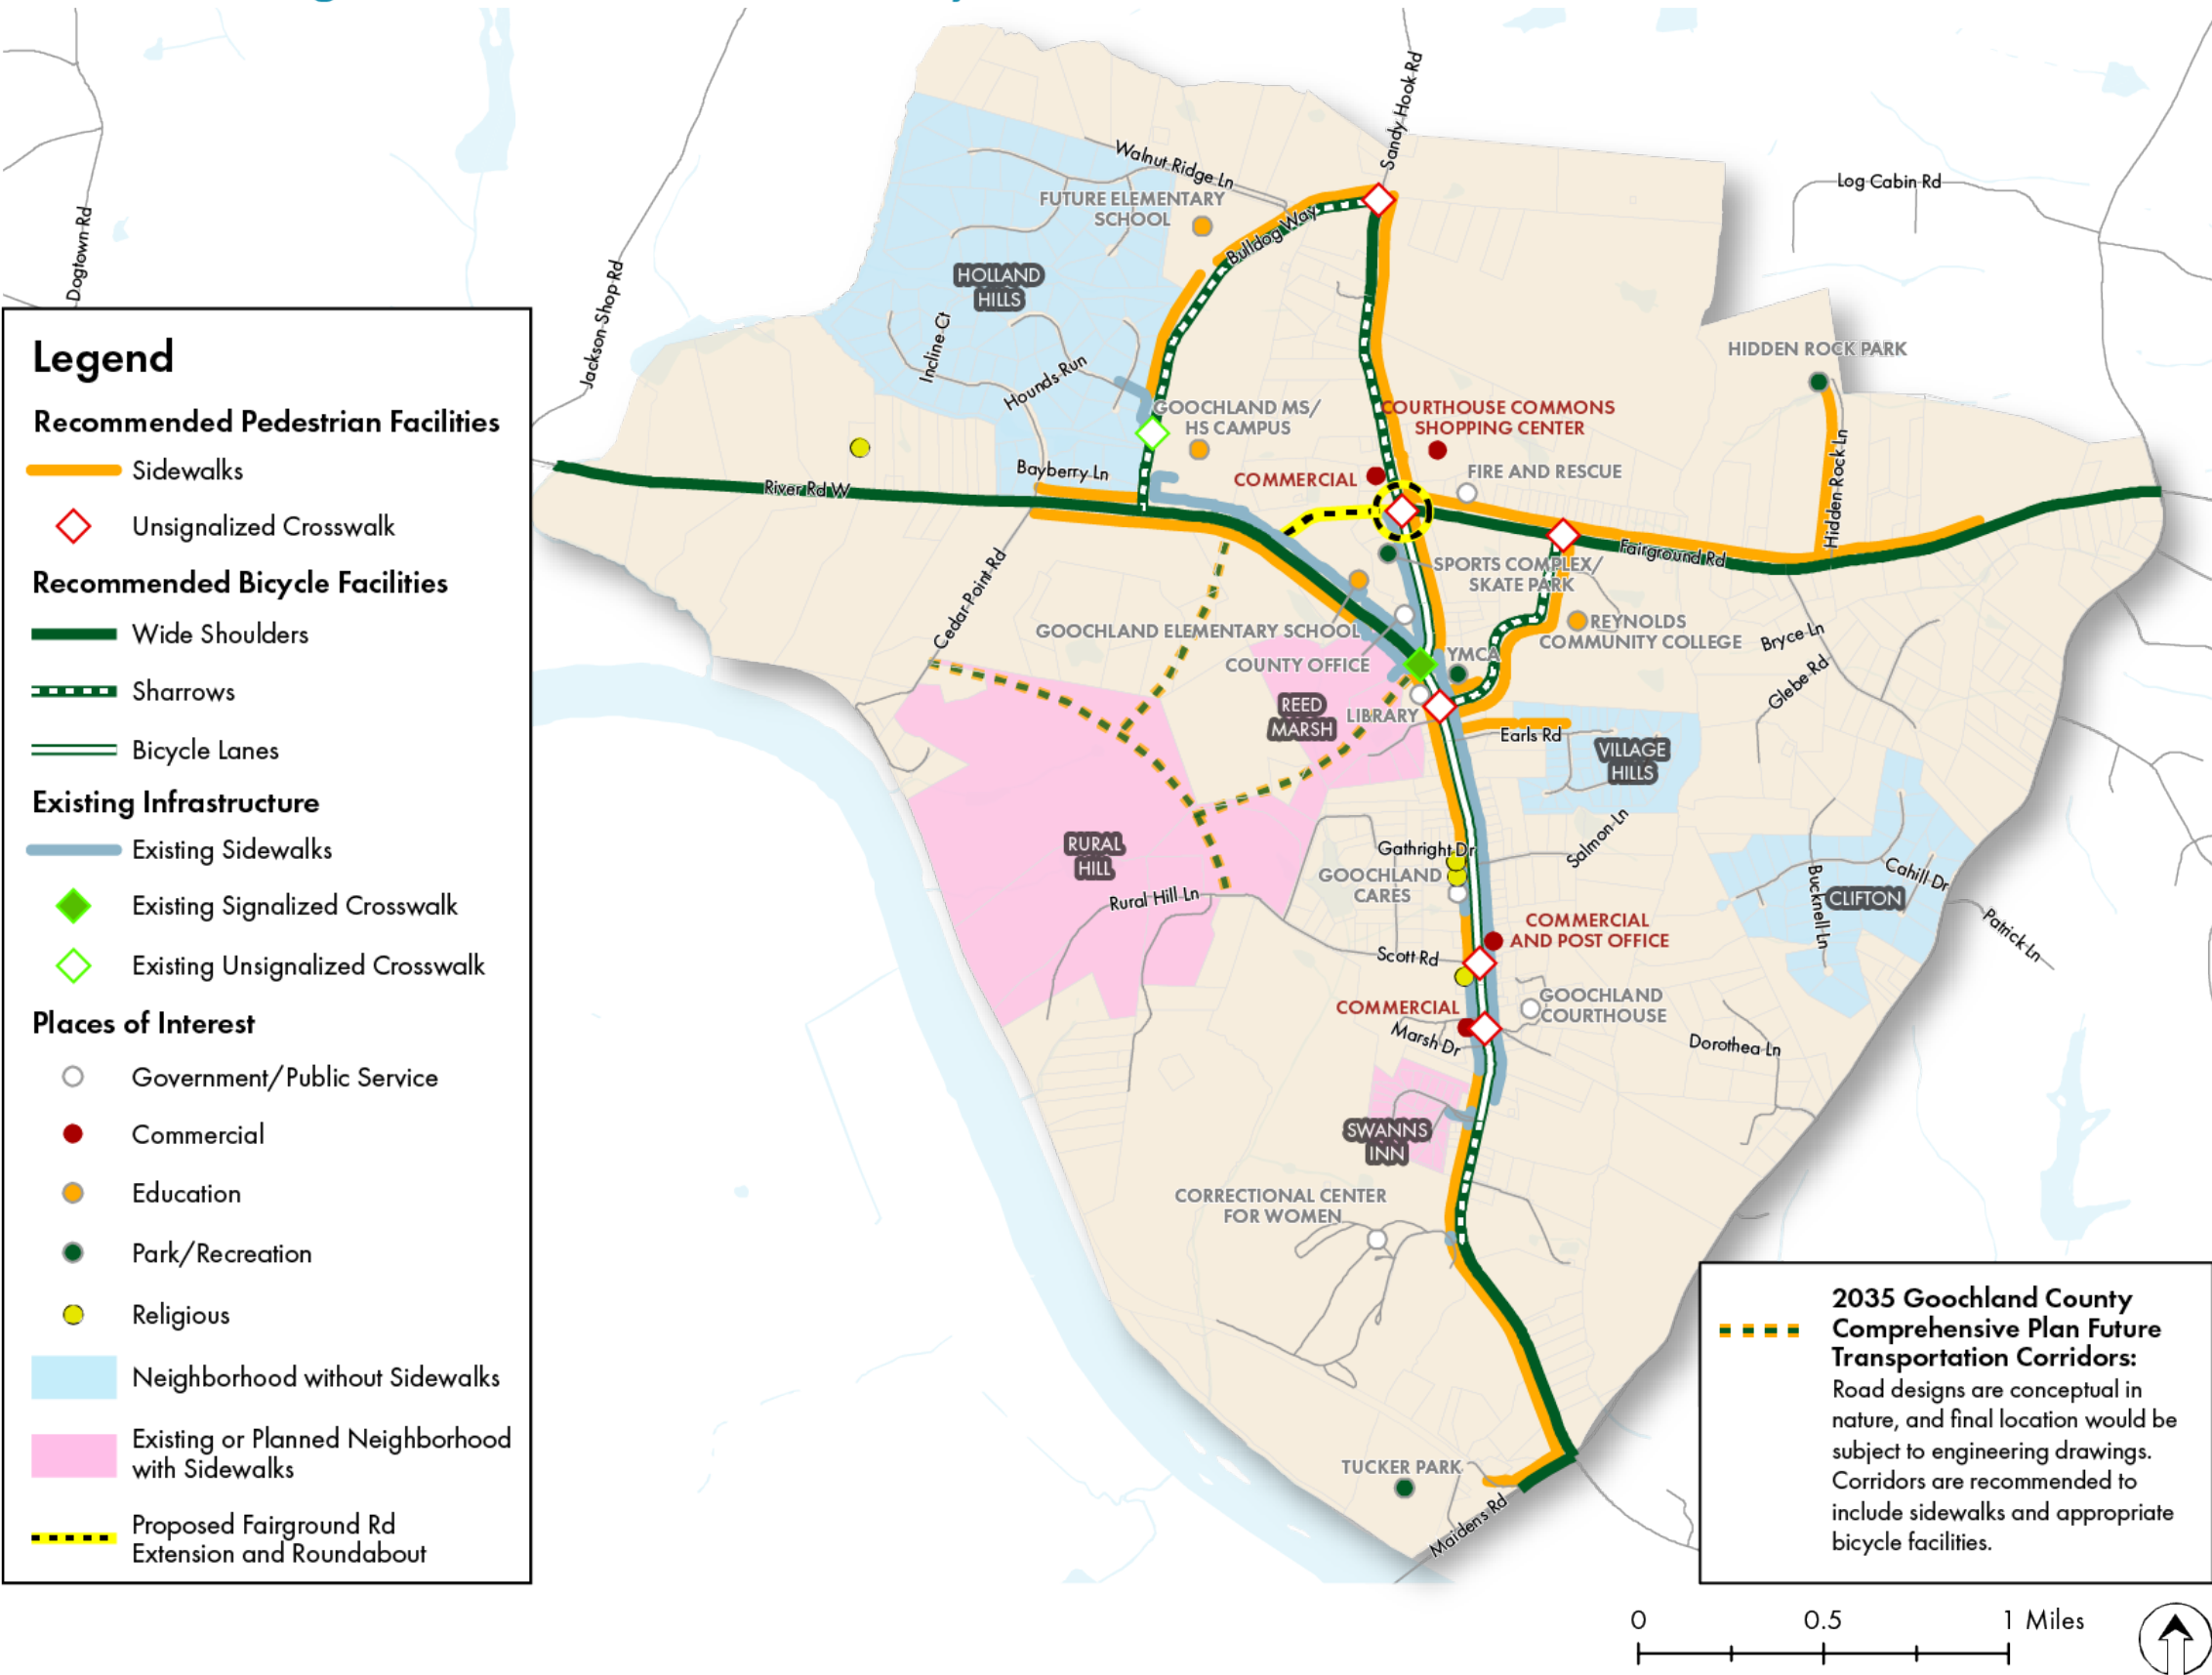 Legend
Recommended Pedestrian Facilities
Sidewalks
Unsignalized Crosswalk
Recommended Bicycle Facilities
Wide Shoulders
Sharrows
Bicycle Lanes
Existing Infrastructure
Existing Sidewalks
Existing Signalized Crosswalk
Existing Unsignalized Crosswalk
Places of Interest
Government/Public Service
Commercial
Education
Park/Recreation
Religious
Neighborhood without Sidewalks
Existing or Planned Neighborhood
with Sidewalks
Proposed Fairground Rd
Extension and Roundabout
Dogtown Rd
Jackson Shop Rd
Sandy Hook Rd
Walnut Ridge Ln
Log Cabin Rd
FUTURE ELEMENTARY
SCHOOL
Bulldog Way
HOLLAND
HILLS
Incline Ct
Hounds Run
HIDDEN ROCK PARK
Hidden Rock Ln
GOOCHLAND MS/
HS CAMPUS
COURTHOUSE COMMONS
SHOPPING CENTER
COMMERCIAL
FIRE AND RESCUE
Bayberry Ln
River Rd W
Fairground Rd
SPORTS COMPLEX/
SKATE PARK
Cedar Point Rd
GOOCHLAND ELEMENTARY SCHOOL
REYNOLDS
COMMUNITY COLLEGE
Bryce Ln
Glebe Rd
COUNTY OFFICE
YMCA
REED
MARSH
LIBRARY
Earls Rd
VILLAGE
HILLS
Salmon Ln
RURAL
HILL
Gathright Dr
GOOCHLAND
CARES
Rural Hill Ln
Bucknell Ln
Cahill Dr
CLIFTON
Patrick Ln
COMMERCIAL
AND POST OFFICE
Scott Rd
COMMERCIAL
Marsh Dr
GOOCHLAND
COURTHOUSE
Dorothea Ln
SWANNS
INN
CORRECTIONAL CENTER
FOR WOMEN
TUCKER PARK
Maidens Rd
2035 Goochland County
Comprehensive Plan Future
Transportation Corridors:
Road designs are conceptual in
nature, and final location would be
subject to engineering drawings.
Corridors are recommended to
include sidewalks and appropriate
bicycle facilities.
0 0.5 1 Miles